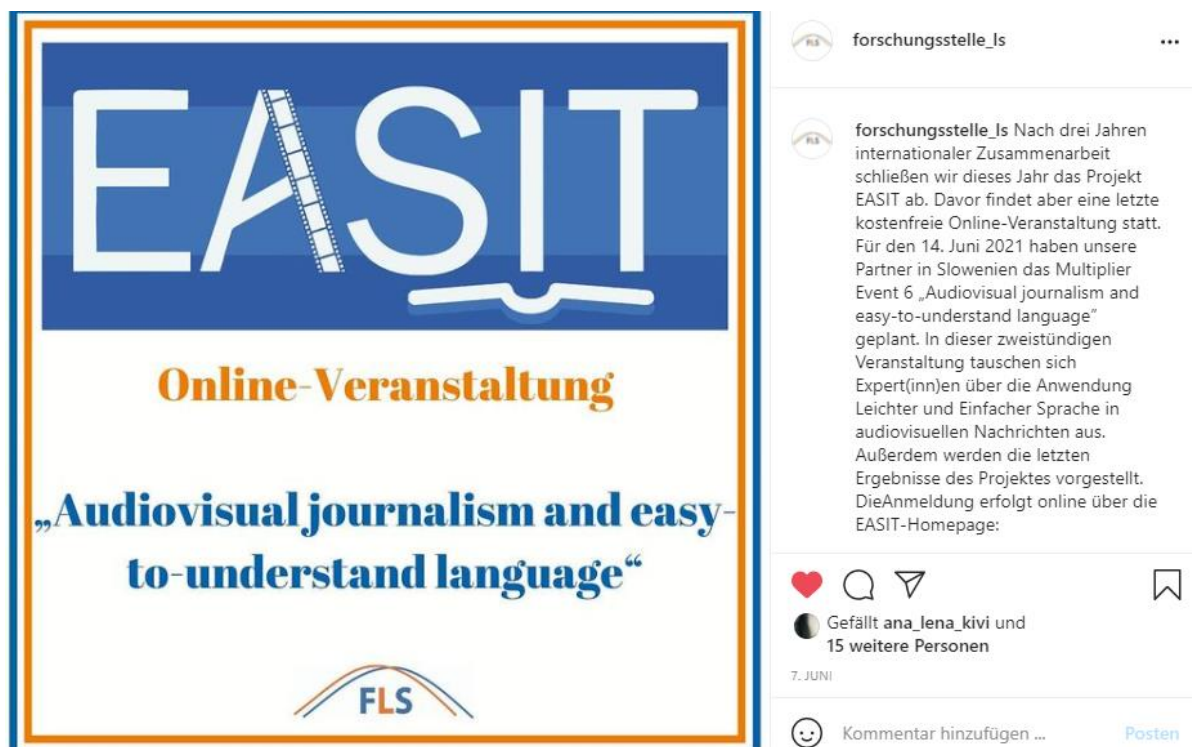 EASIT
Online-Veranstaltung
„Audiovisual journalism and easy-
to-understand language“
FLS
FLS
forschungsstelle_ls
FLS
forschungsstelle_ls Nach drei Jahren
internationaler Zusammenarbeit
schließen wir dieses Jahr das Projekt
EASIT ab. Davor findet aber eine letzte
kostenfreie Online-Veranstaltung statt.
Für den 14. Juni 2021 haben unsere
Partner in Slowenien das Multiplier
Event 6 „Audiovisual journalism and
easy-to-understand language“
geplant. In dieser zweistündigen
Veranstaltung tauschen sich
Expert(inn)en über die Anwendung
Leichter und Einfacher Sprache in
audiovisuellen Nachrichten aus.
Außerdem werden die letzten
Ergebnisse des Projektes vorgestellt.
DieAnmeldung erfolgt online über die
EASIT-Homepage:
Gefällt ana_lena_kivi und
15 weitere Personen
7. JUNI
Kommentar hinzufügen ...
Posten